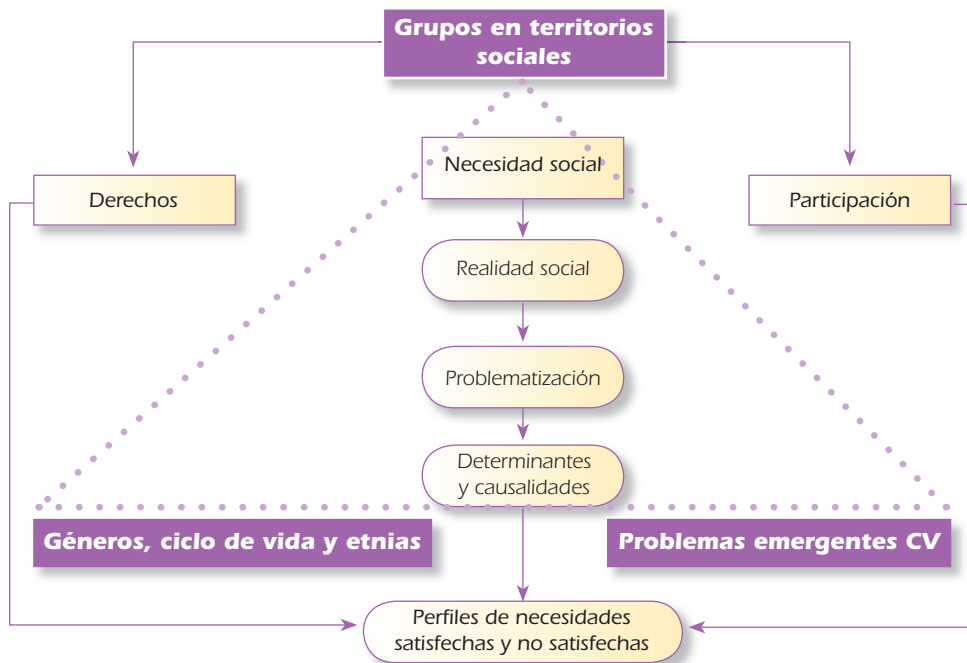 Grupos en territorios
sociales
Necesidad social
Derechos
Participación
Realidad social
Problematización
Determinantes
y causalidades
Géneros, ciclo de vida y etnias
Problemas emergentes CV
Perfiles de necesidades
satisfechas y no satisfechas